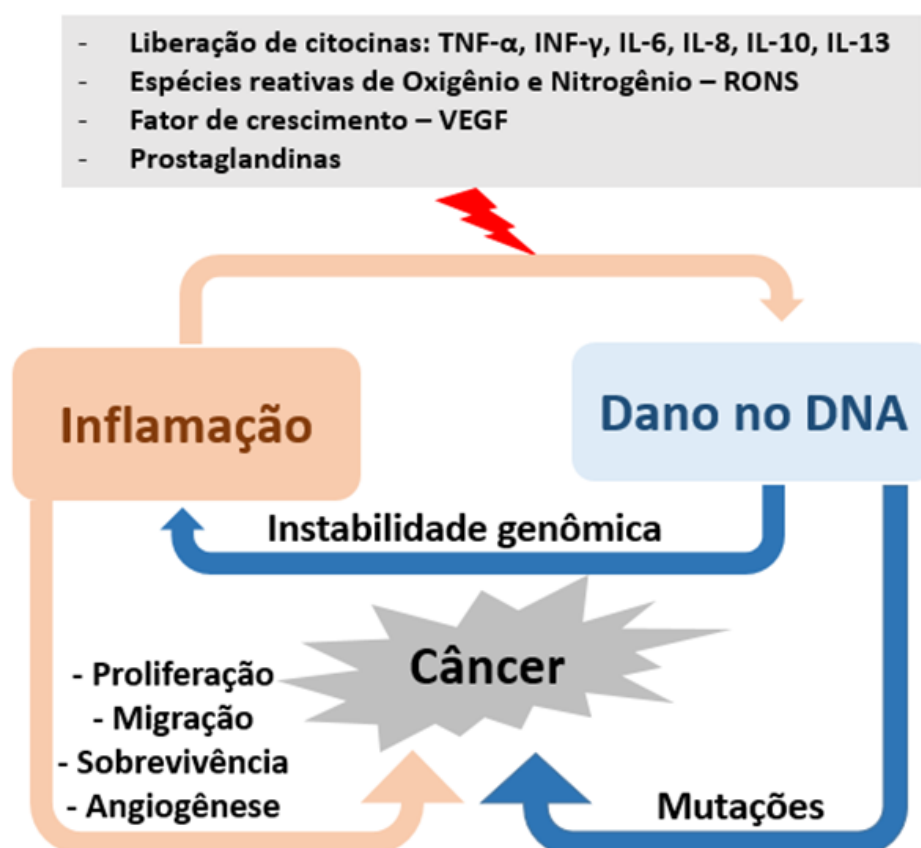 - Liberação de citocinas: TNF-α, INF-γ, IL-6, IL-8, IL-10, IL-13
- Espécies reativas de Oxigênio e Nitrogênio – RONS
- Fator de crescimento – VEGF
- Prostaglandinas
Inflamação
Dano no DNA
Instabilidade genômica
Câncer
- Proliferação
- Migração
- Sobrevivência
- Angiogênese
Mutações